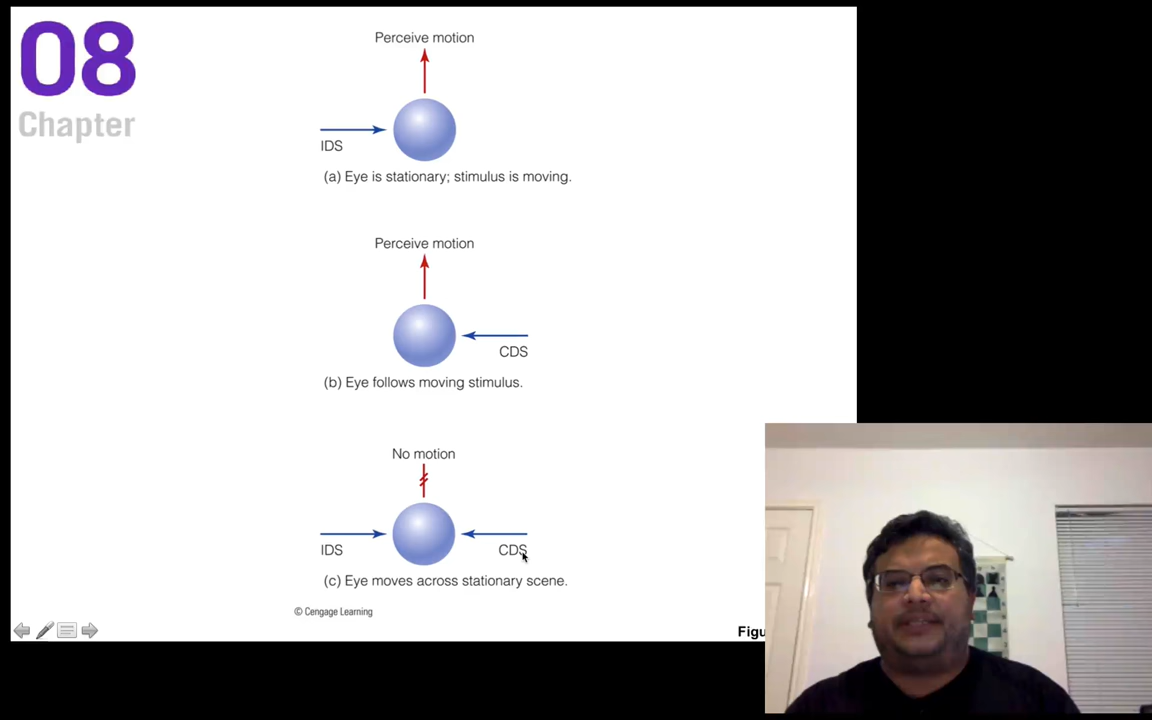 08
Chapter
Perceive motion
IDS
(a) Eye is stationary; stimulus is moving.
Perceive motion
CDS
(b) Eye follows moving stimulus.
No motion
IDS
CDS
(c) Eye moves across stationary scene.
© Cengage Learning
Figu